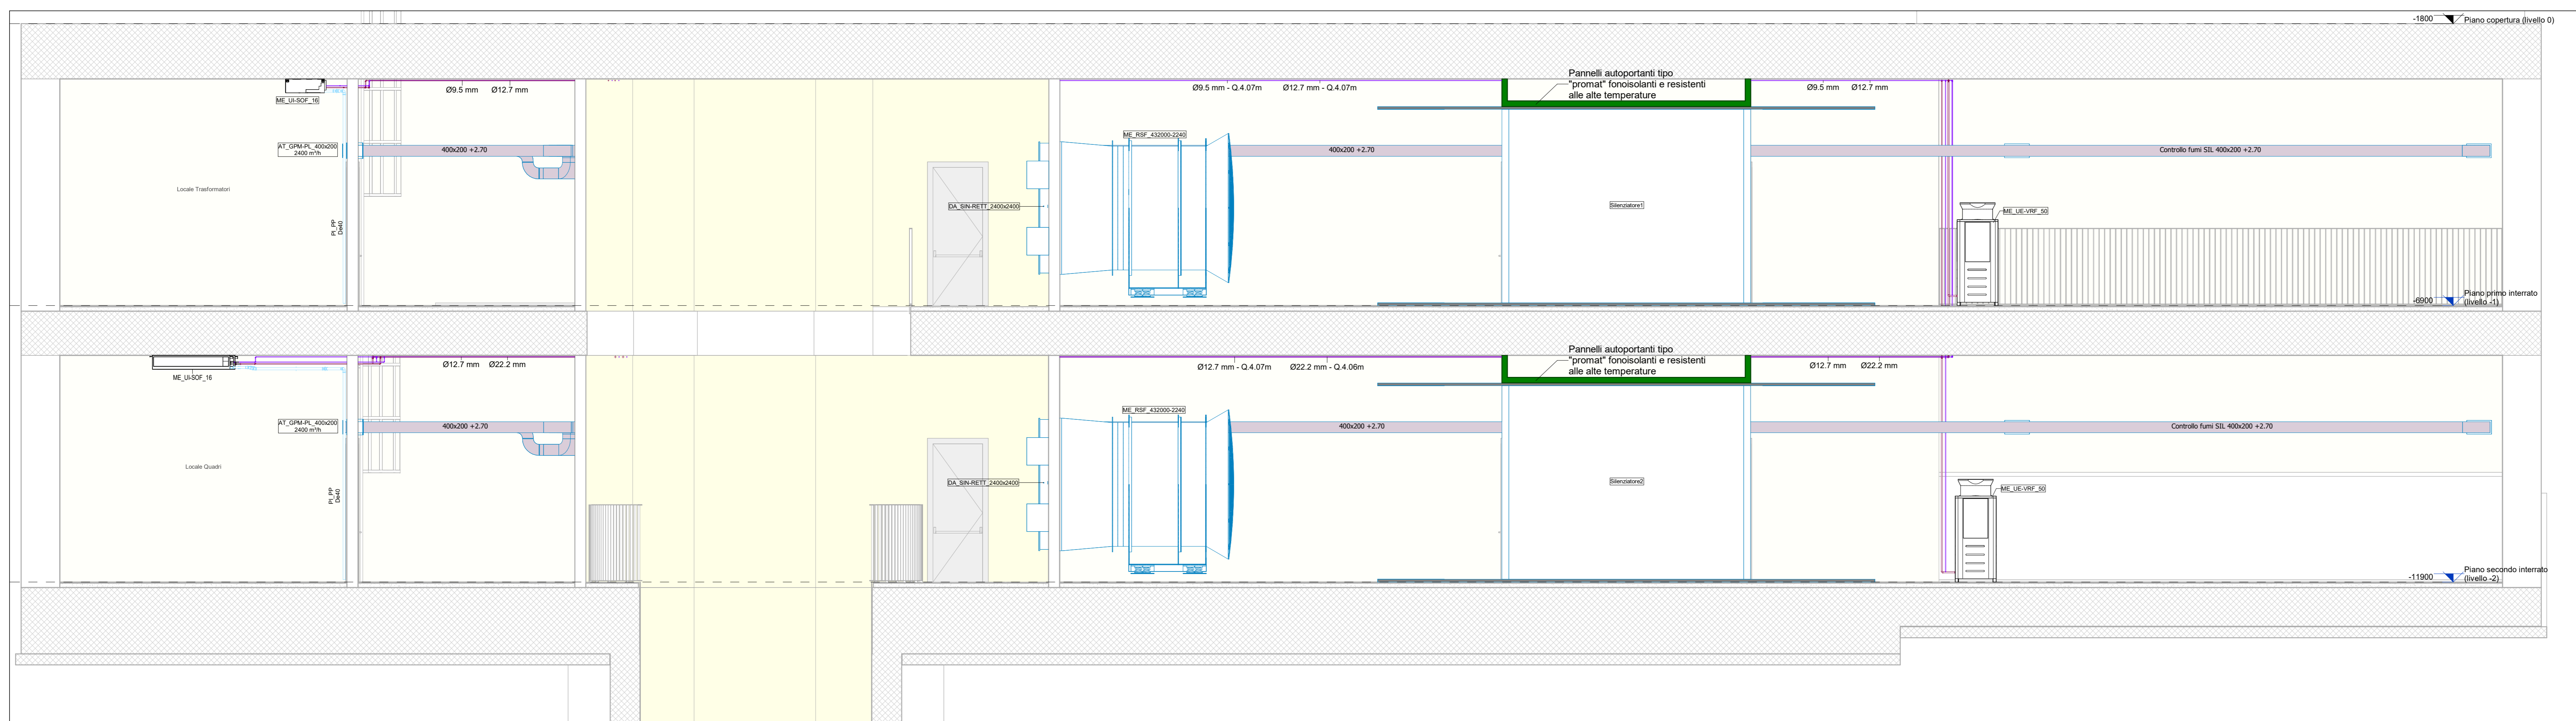 -1800
Piano copertura (livello 0)
Pannelli autoportanti tipo
"promat" fonoisolanti e resistenti
alle alte temperature
Ø9.5 mm
Ø12.7 mm
Ø9.5 mm - Q.4.07m
Ø12.7 mm - Q.4.07m
Ø9.5 mm
Ø12.7 mm
ME_UI-SOF_16
ME_RSF_432000-2240
AT_GPM-PL_400x200
2400 m³/h
400x200 +2.70
400x200 +2.70
Controllo fumi SIL 400x200 +2.70
Locale Trasformatori
DA_SIN-RETT_2400x2400
Silenziatore1
ME_UE-VRF_50
PI_PP
De40
-6900
Piano primo interrato
(livello -1)
Pannelli autoportanti tipo
"promat" fonoisolanti e resistenti
alle alte temperature
Ø12.7 mm
Ø22.2 mm
Ø12.7 mm - Q.4.07m
Ø22.2 mm - Q.4.06m
Ø12.7 mm
Ø22.2 mm
ME_UI-SOF_16
ME_RSF_432000-2240
AT_GPM-PL_400x200
2400 m³/h
400x200 +2.70
400x200 +2.70
Controllo fumi SIL 400x200 +2.70
Locale Quadri
DA_SIN-RETT_2400x2400
Silenziatore2
ME_UE-VRF_50
PI_PP
De40
-11900
Piano secondo interrato
(livello -2)